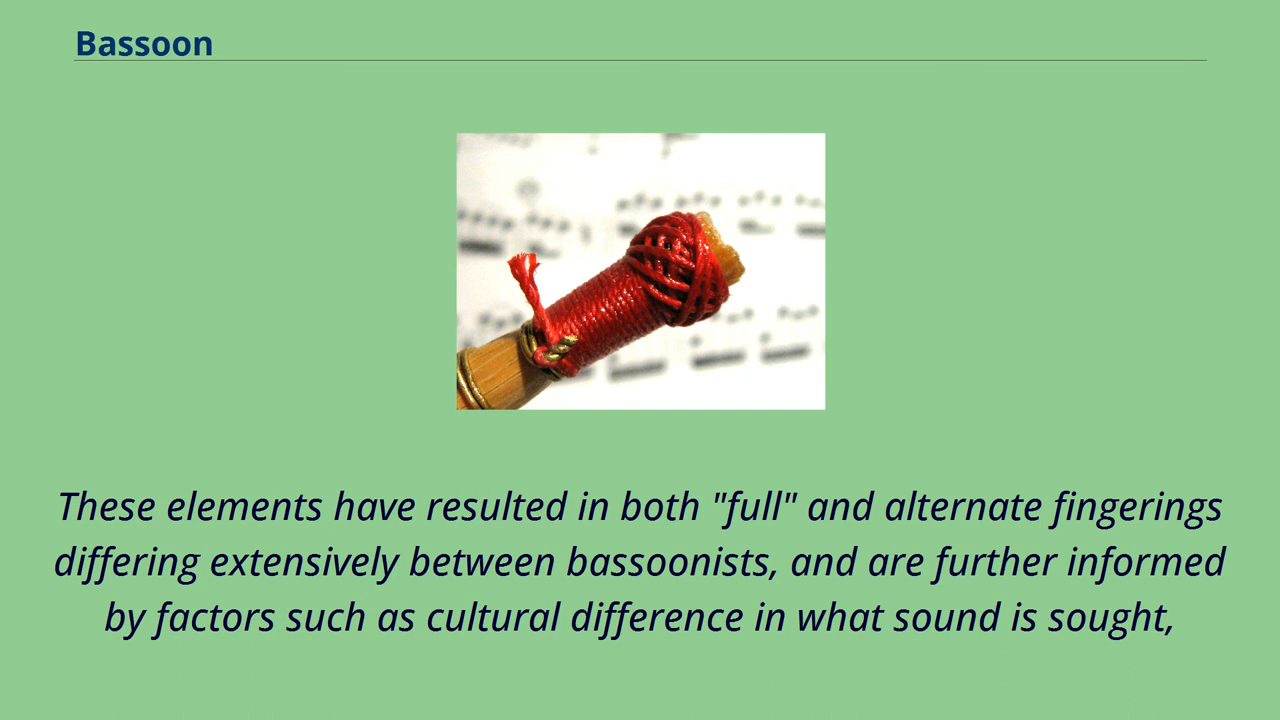 Bassoon
These elements have resulted in both "full" and alternate fingerings
differing extensively between bassoonists, and are further informed
by factors such as cultural difference in what sound is sought,